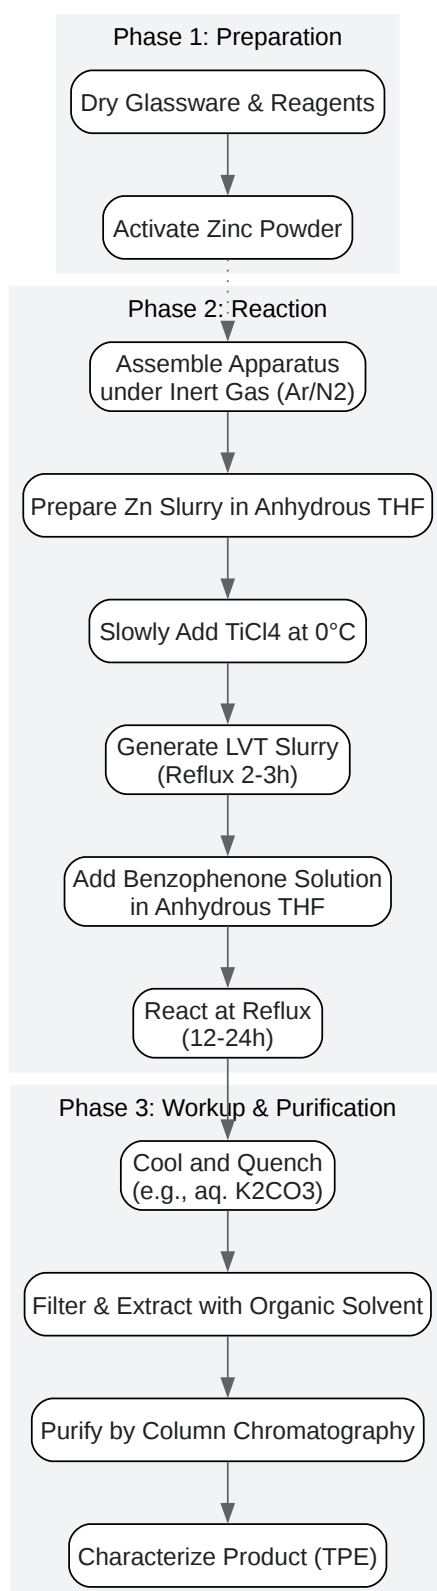 Phase 1: Preparation
Dry Glassware & Reagents
Activate Zinc Powder
Phase 2: Reaction
Assemble Apparatus
under Inert Gas (Ar/N2)
Prepare Zn Slurry in Anhydrous THF
Slowly Add TiCl4 at 0°C
Generate LVT Slurry
(Reflux 2-3h)
Add Benzophenone Solution
in Anhydrous THF
React at Reflux
(12-24h)
Phase 3: Workup & Purification
Cool and Quench
(e.g., aq. K2CO3)
Filter & Extract with Organic Solvent
Purify by Column Chromatography
Characterize Product (TPE)